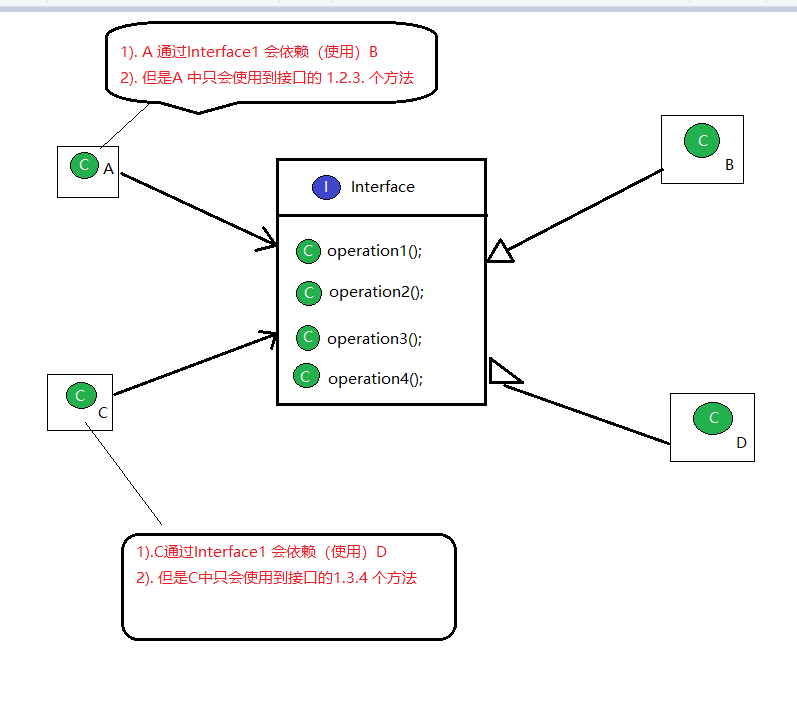 1). A 通过Interface1 会依赖（使用）B
2). 但是A 中只会使用到接口的 1.2.3. 个方法
C A
C B
I Interface
C operation1();
C operation2();
C operation3();
C operation4();
C C
C D
1).C通过Interface1 会依赖（使用）D
2). 但是C中只会使用到接口的1.3.4 个方法